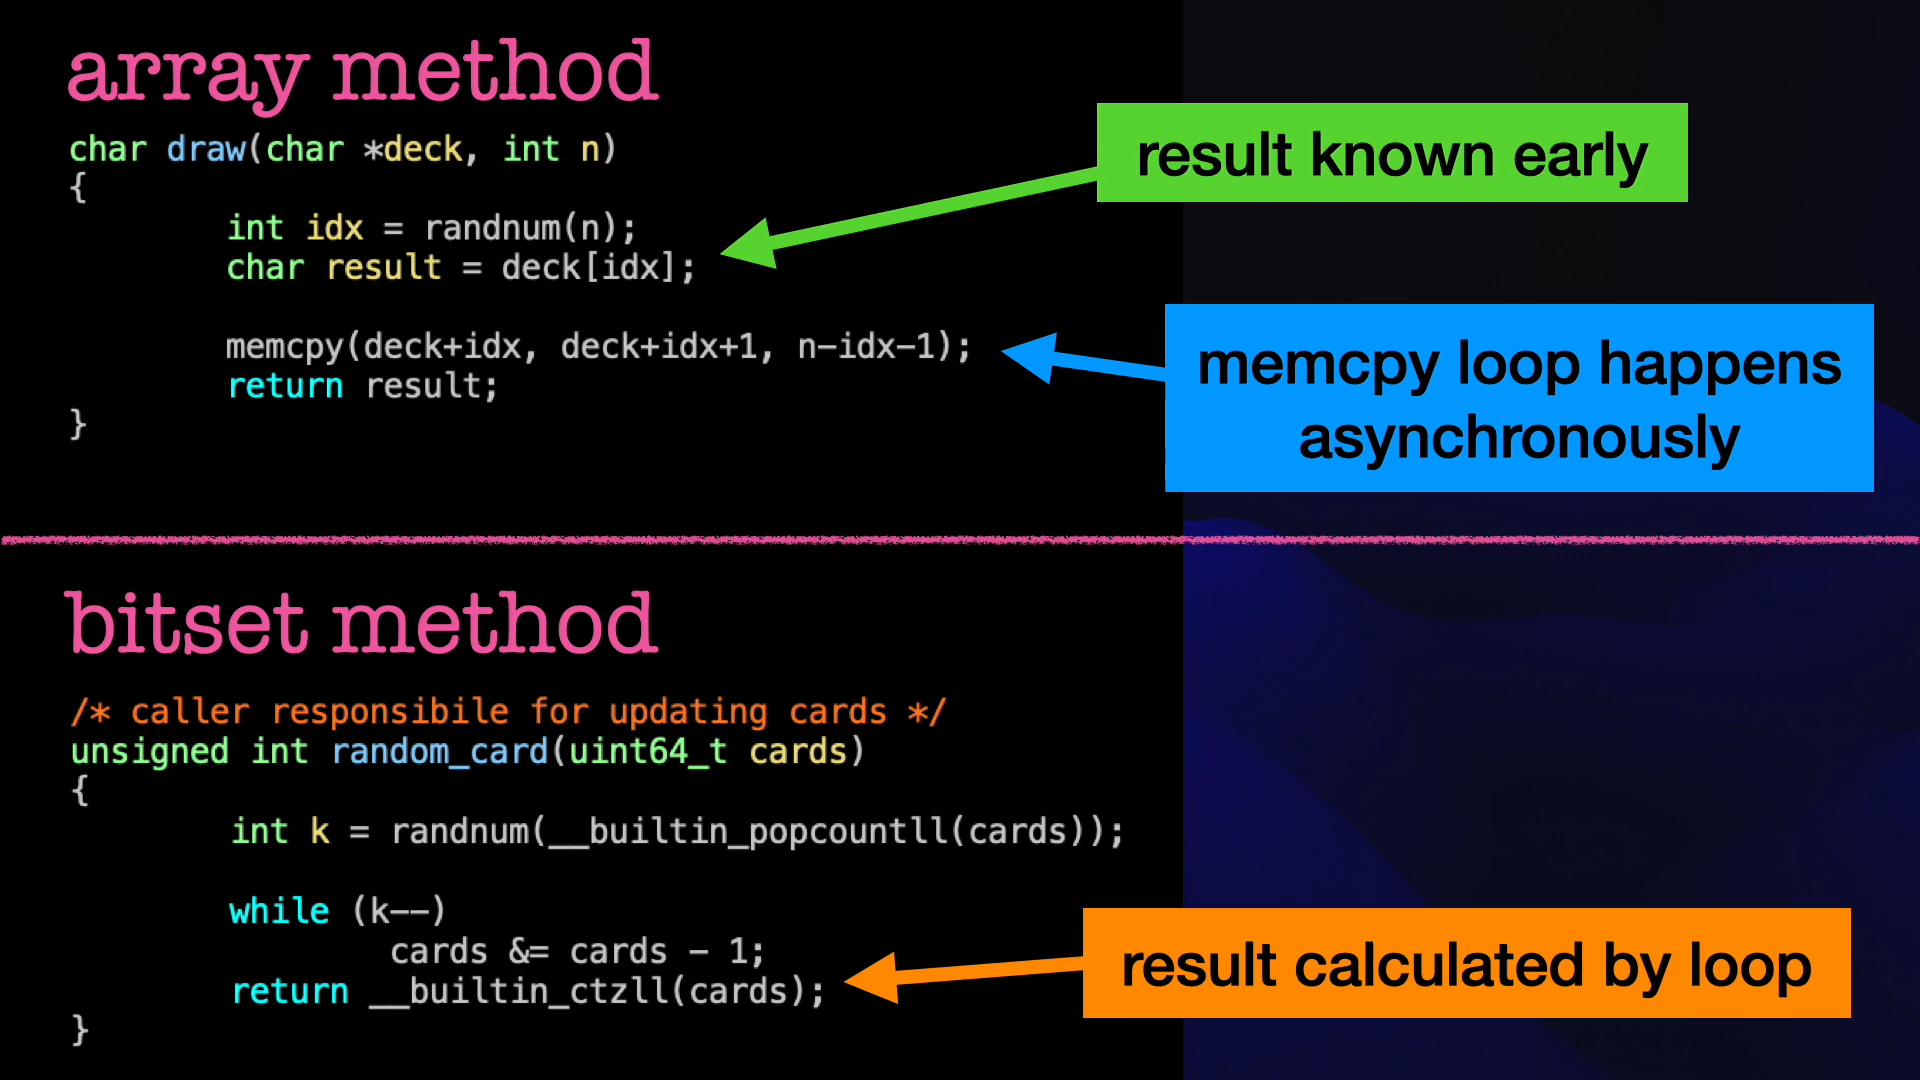 array method
char draw(char *deck, int n)
{
int idx = randnum(n);
char result = deck[idx];
memcpy(deck+idx, deck+idx+1, n-idx-1);
return result;
}
result known early
memcpy loop happens
asynchronously
bitset method
/* caller responsibile for updating cards */
unsigned int random_card(uint64_t cards)
{
int k = randnum(__builtin_popcountll(cards));
while (k--)
cards &= cards - 1;
return __builtin_ctzll(cards);
}
result calculated by loop